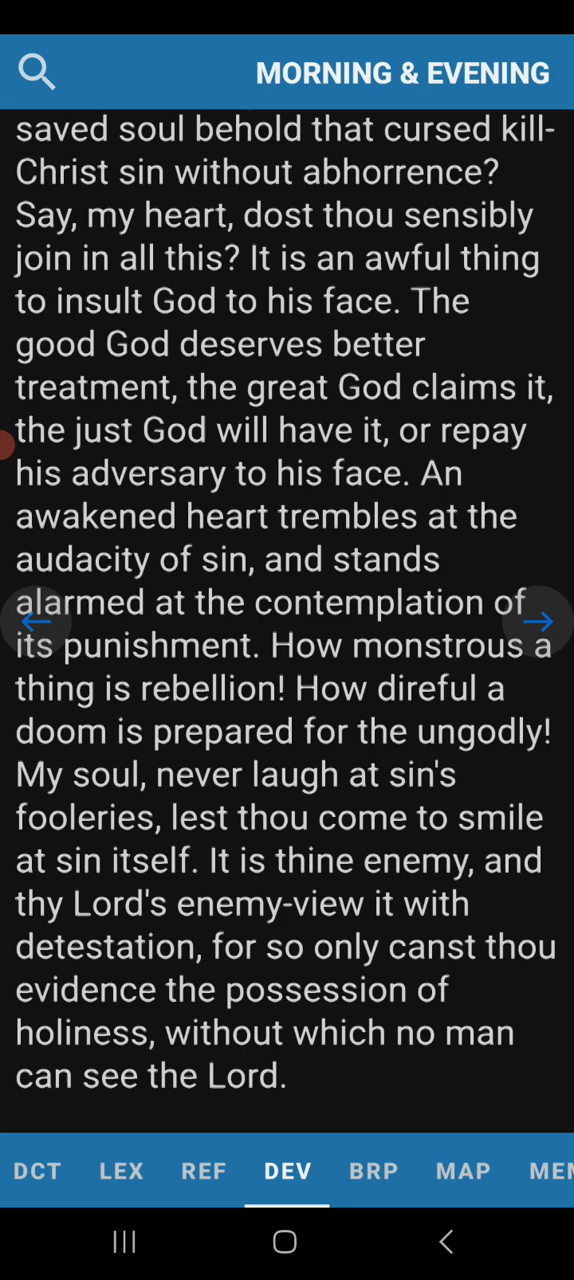 MORNING & EVENING
saved soul behold that cursed kill-
Christ sin without abhorrence?
Say, my heart, dost thou sensibly
join in all this? It is an awful thing
to insult God to his face. The
good God deserves better
treatment, the great God claims it,
the just God will have it, or repay
his adversary to his face. An
awakened heart trembles at the
audacity of sin, and stands
alarmed at the contemplation of
its punishment. How monstrous a
thing is rebellion! How direful a
doom is prepared for the ungodly!
My soul, never laugh at sin's
fooleries, lest thou come to smile
at sin itself. It is thine enemy, and
thy Lord's enemy-view it with
detestation, for so only canst thou
evidence the possession of
holiness, without which no man
can see the Lord.
DCT LEX REF DEV BRP MAP MEM